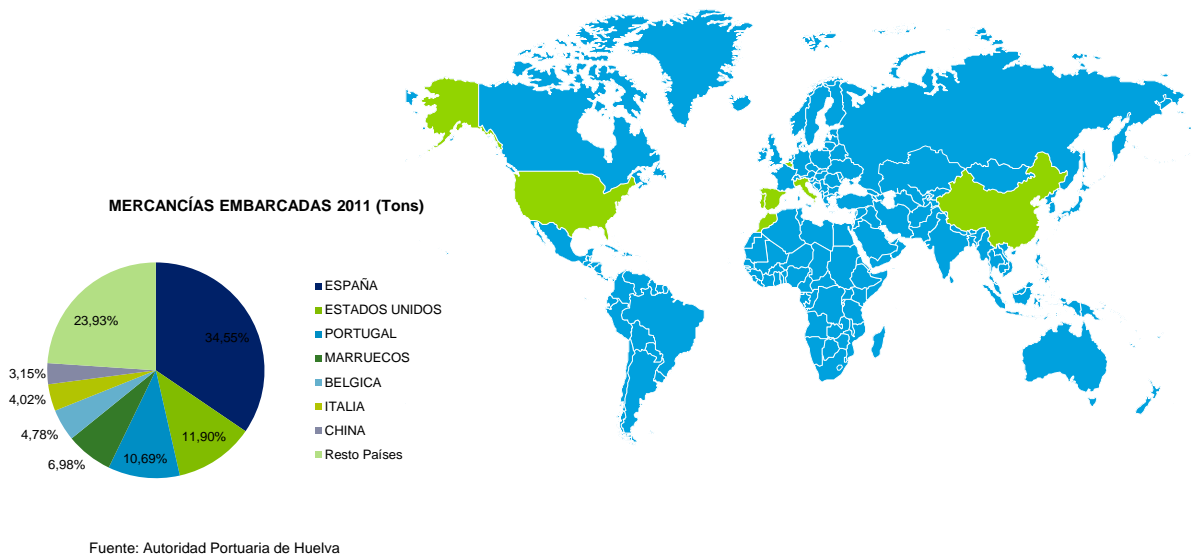 MERCANCÍAS EMBARCADAS 2011 (Tons)
34.55%
11,90%
10,69%
6,98%
4,78%
4,02%
3,15%
23,93%
ESPAÑA
ESTADOS UNIDOS
PORTUGAL
MARRUECOS
BELGICA
ITALIA
CHINA
Resto Países
Fuente: Autoridad Portuaria de Huelva